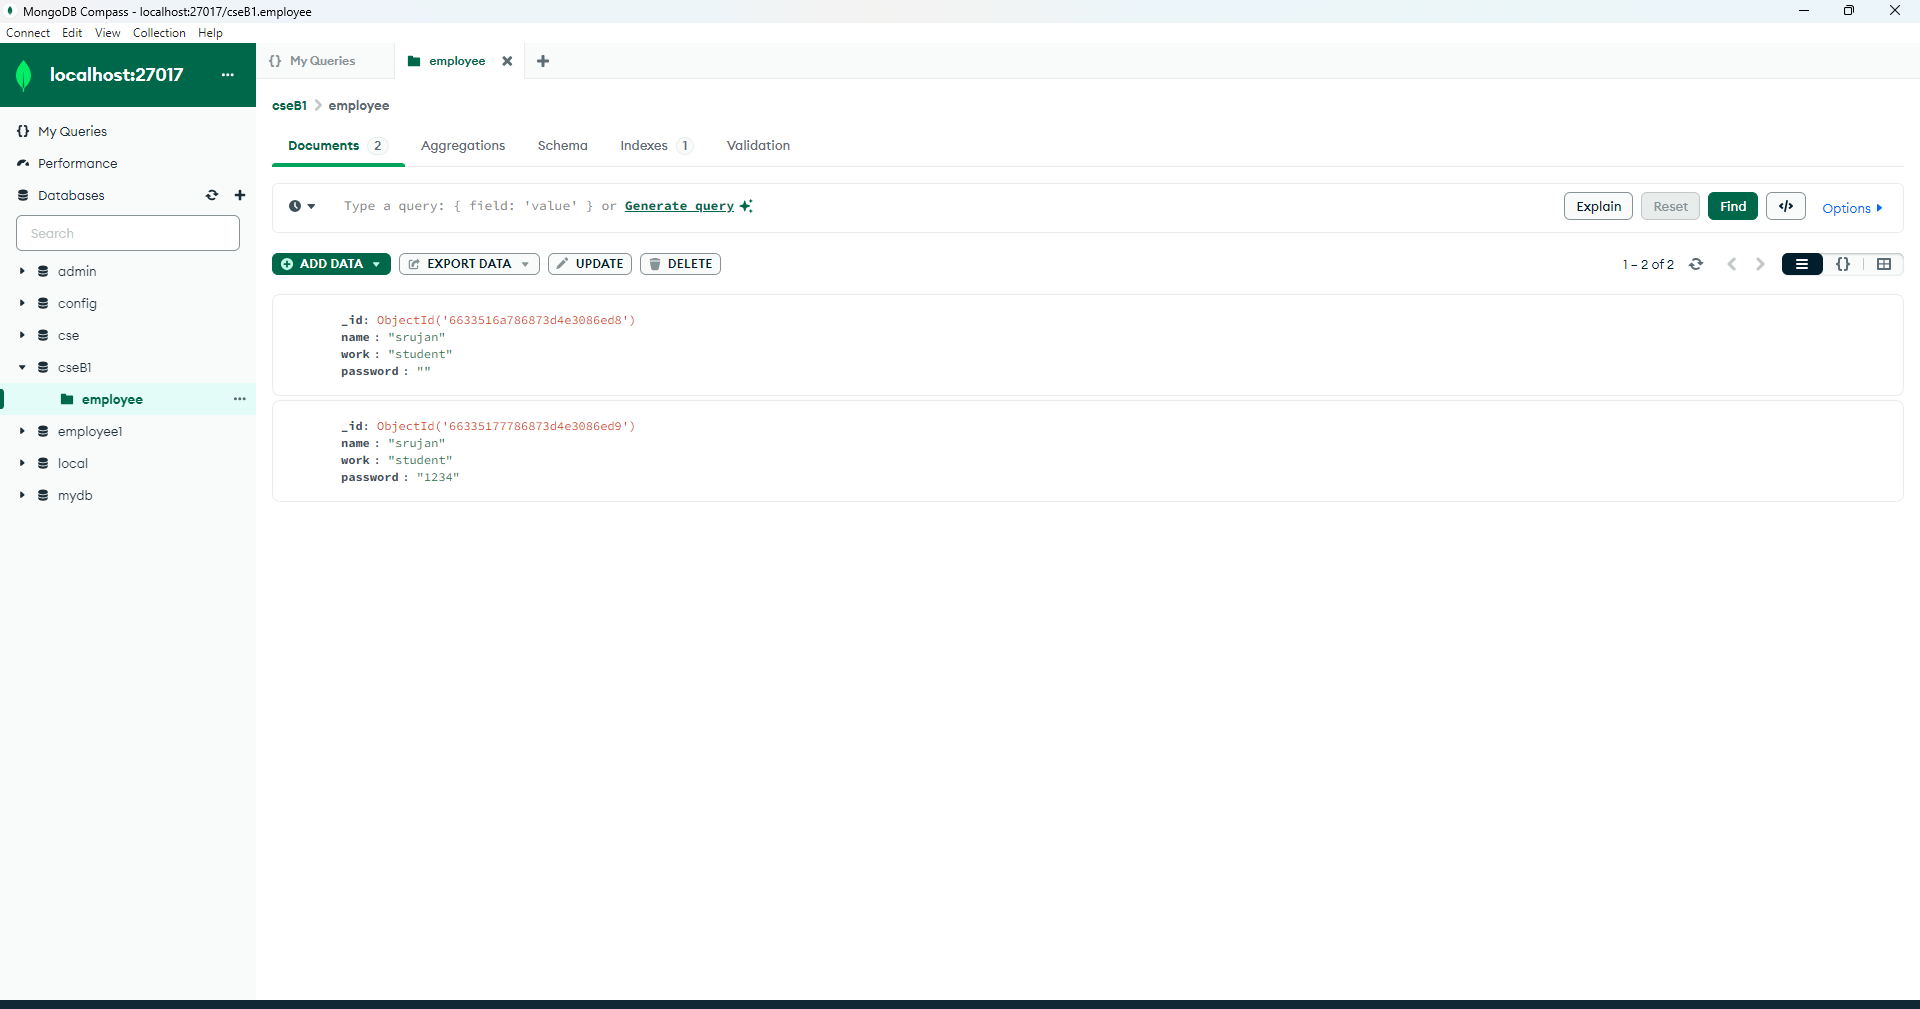 MongoDB Compass - localhost:27017/cseB1.employee
Connect Edit View Collection Help
localhost:27017 ...
My Queries
employee
cseB1 > employee
{} My Queries
Performance
Databases
Search
admin
config
cse
cseB1
employee ...
employee1
local
mydb
Documents 2 Aggregations Schema Indexes 1 Validation
Type a query: { field: 'value' } or Generate query
Explain Reset Find </> Options
ADD DATA EXPORT DATA UPDATE DELETE
1 – 2 of 2 {}
_id: ObjectId('6633516a786873d4e3086ed8')
name : "srujan"
work : "student"
password : ""
_id: ObjectId('66335177786873d4e3086ed9')
name : "srujan"
work : "student"
password : "1234"